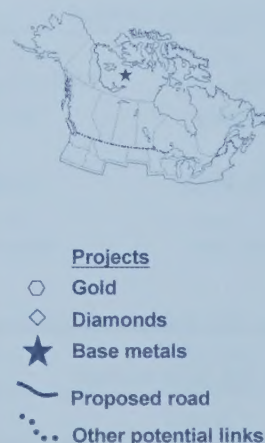 Projects
Gold
Diamonds
Base metals
Proposed road
Other potential links